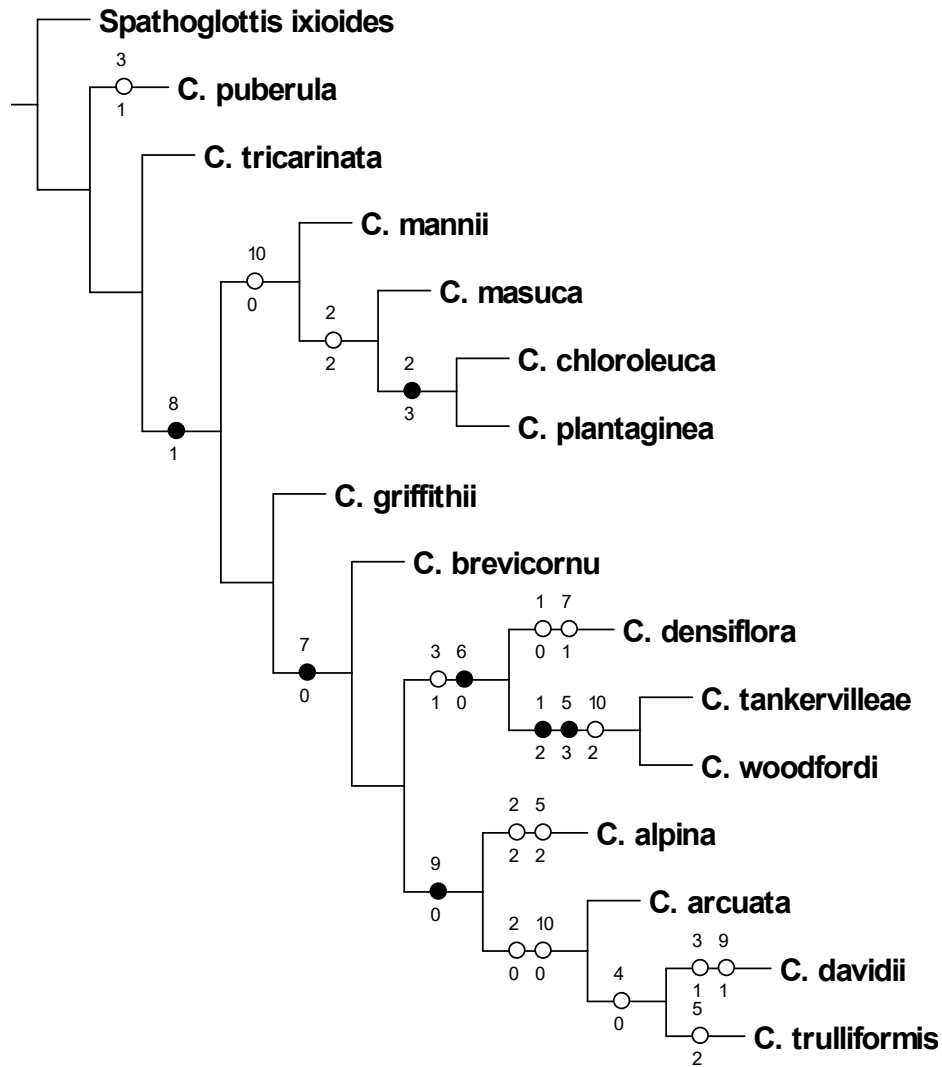 Spathoglottis ixioides
3
C. puberula
1
C. tricarinata
C. mannii
10
0
C. masuca
2
2
C. chloroleuca
2
3
C. plantaginea
8
1
C. griffithii
C. brevicornu
1 7
C. densiflora
0 1
7
0
3 6
1 0
C. tankervilleae
1 5 10
2 3 2
C. woodfordi
2 5
C. alpina
2 2
9
0
C. arcuata
2 10
0 0
3 9
C. davidii
1 1
4
0
5
C. trulliformis
2